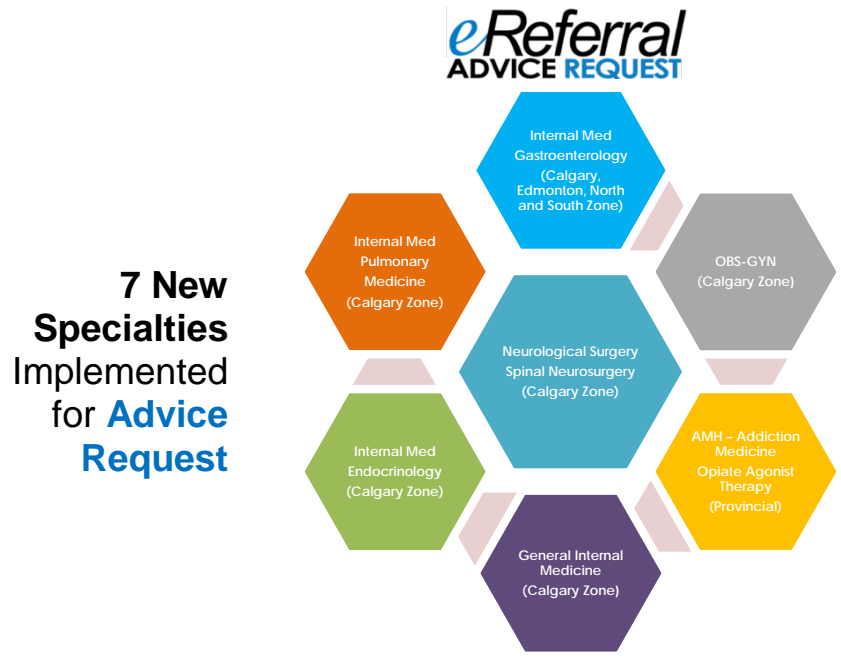 eReferral
ADVICE REQUEST
7 New
Specialties
Implemented
for Advice
Request
Internal Med
Gastroenterology
(Calgary,
Edmonton, North
and South Zone)
OBS-GYN
(Calgary Zone)
AMH – Addiction
Medicine
Opiate Agonist
Therapy
(Provincial)
General Internal
Medicine
(Calgary Zone)
Internal Med
Endocrinology
(Calgary Zone)
Internal Med
Pulmonary
Medicine
(Calgary Zone)
Neurological Surgery
Spinal Neurosurgery
(Calgary Zone)